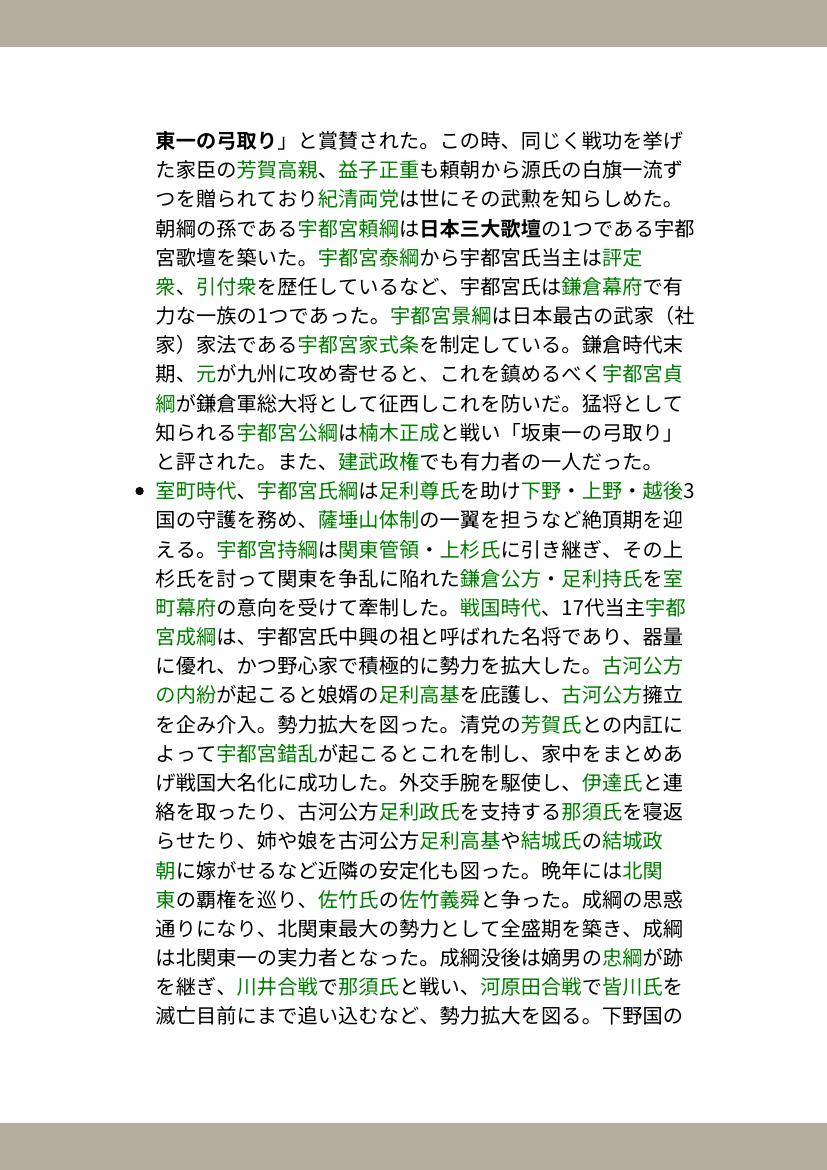 東一の弓取り」と賞賛された。この時、同じく戦功を挙げ
た家臣の芳賀高親、益子正重も頼朝から源氏の白旗一流ず
つを贈られており紀清両党は世にその武勲を知らしめた。
朝綱の孫である宇都宮頼綱は日本三大歌壇の1つである宇都
宮歌壇を築いた。宇都宮泰綱から宇都宮氏当主は評定
衆、引付衆を歴任しているなど、宇都宮氏は鎌倉幕府で有
力な一族の1つであった。宇都宮景綱は日本最古の武家（社
家）家法である宇都宮家式条を制定している。鎌倉時代末
期、元が九州に攻め寄せると、これを鎮めるべく宇都宮貞
綱が鎌倉軍総大将として征西しこれを防いだ。猛将として
知られる宇都宮公綱は楠木正成と戦い「坂東一の弓取り」
と評された。また、建武政権でも有力者の一人だった。
• 室町時代、宇都宮氏綱は足利尊氏を助け下野・上野・越後3
国の守護を務め、薩埵山体制の一翼を担うなど絶頂期を迎
える。宇都宮持綱は関東管領・上杉氏に引き継ぎ、その上
杉氏を討って関東を争乱に陥れた鎌倉公方・足利持氏を室
町幕府の意向を受けて牽制した。戦国時代、17代当主宇都
宮成綱は、宇都宮氏中興の祖と呼ばれた名将であり、器量
に優れ、かつ野心家で積極的に勢力を拡大した。古河公方
の内紛が起こると娘婿の足利高基を庇護し、古河公方擁立
を企み介入。勢力拡大を図った。清党の芳賀氏との内訌に
よって宇都宮錯乱が起こるとこれを制し、家中をまとめあ
げ戦国大名化に成功した。外交手腕を駆使し、伊達氏と連
絡を取ったり、古河公方足利政氏を支持する那須氏を寝返
らせたり、姉や娘を古河公方足利高基や結城氏の結城政
朝に嫁がせるなど近隣の安定化も図った。晩年には北関
東の覇権を巡り、佐竹氏の佐竹義舜と争った。成綱の思惑
通りになり、北関東最大の勢力として全盛期を築き、成綱
は北関東一の実力者となった。成綱没後は嫡男の忠綱が跡
を継ぎ、川井合戦で那須氏と戦い、河原田合戦で皆川氏を
滅亡目前にまで追い込むなど、勢力拡大を図る。下野国の